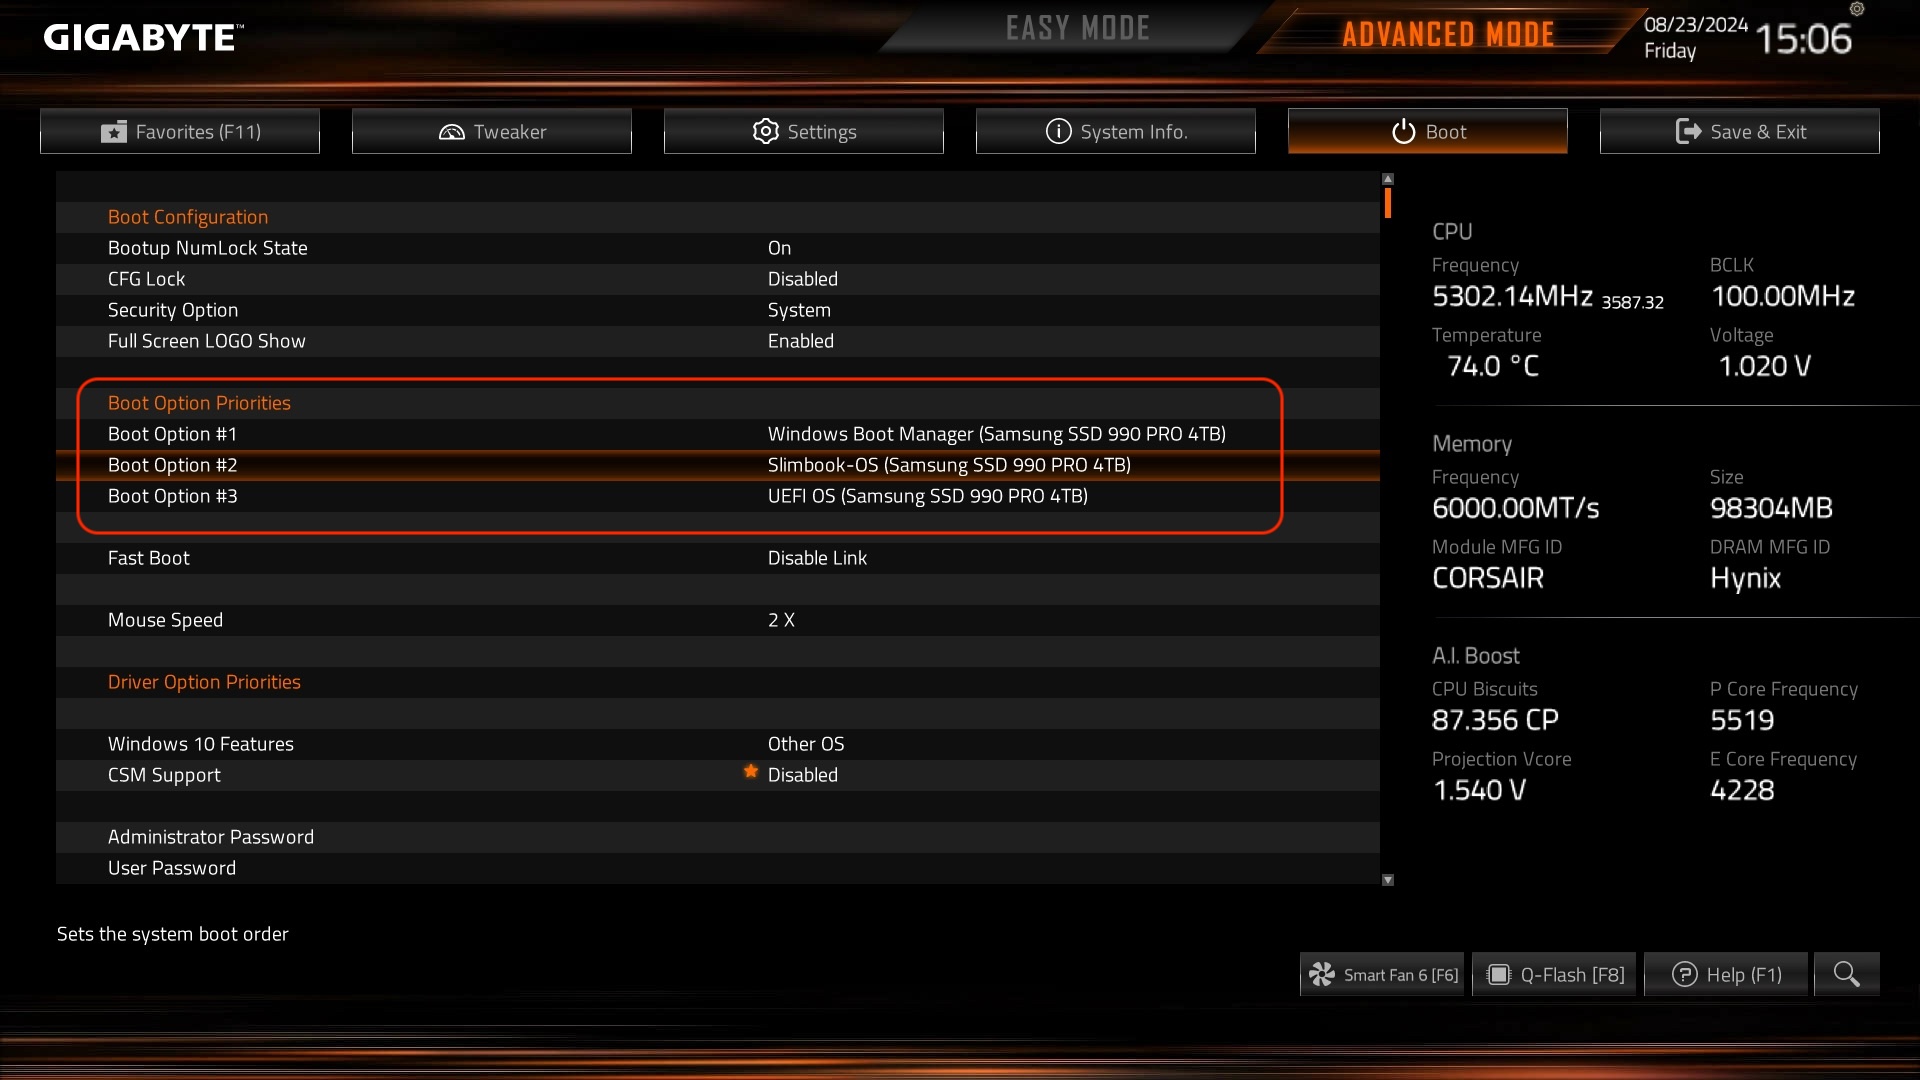 GIGABYTE™
EASY MODE
ADVANCED MODE
08/23/2024
Friday
15:06
Favorites (F11)
Tweaker
Settings
System Info.
Boot
Save & Exit
Boot Configuration
Bootup NumLock State On
CFG Lock Disabled
Security Option System
Full Screen LOGO Show Enabled
Boot Option Priorities
Boot Option #1 Windows Boot Manager (Samsung SSD 990 PRO 4TB)
Boot Option #2 Slimbook-OS (Samsung SSD 990 PRO 4TB)
Boot Option #3 UEFI OS (Samsung SSD 990 PRO 4TB)
Fast Boot Disable Link
Mouse Speed 2 X
Driver Option Priorities
Windows 10 Features Other OS
CSM Support Disabled
Administrator Password
User Password
CPU
Frequency BCLK
5302.14MHz 3587.32 100.00MHz
Temperature Voltage
74.0 °C 1.020 V
Memory
Frequency Size
6000.00MT/s 98304MB
Module MFG ID DRAM MFG ID
CORSAIR Hynix
A.I. Boost
CPU Biscuits P Core Frequency
87.356 CP 5519
Projection Vcore E Core Frequency
1.540 V 4228
Sets the system boot order
Smart Fan 6 [F6]
Q-Flash [F8]
Help (F1)